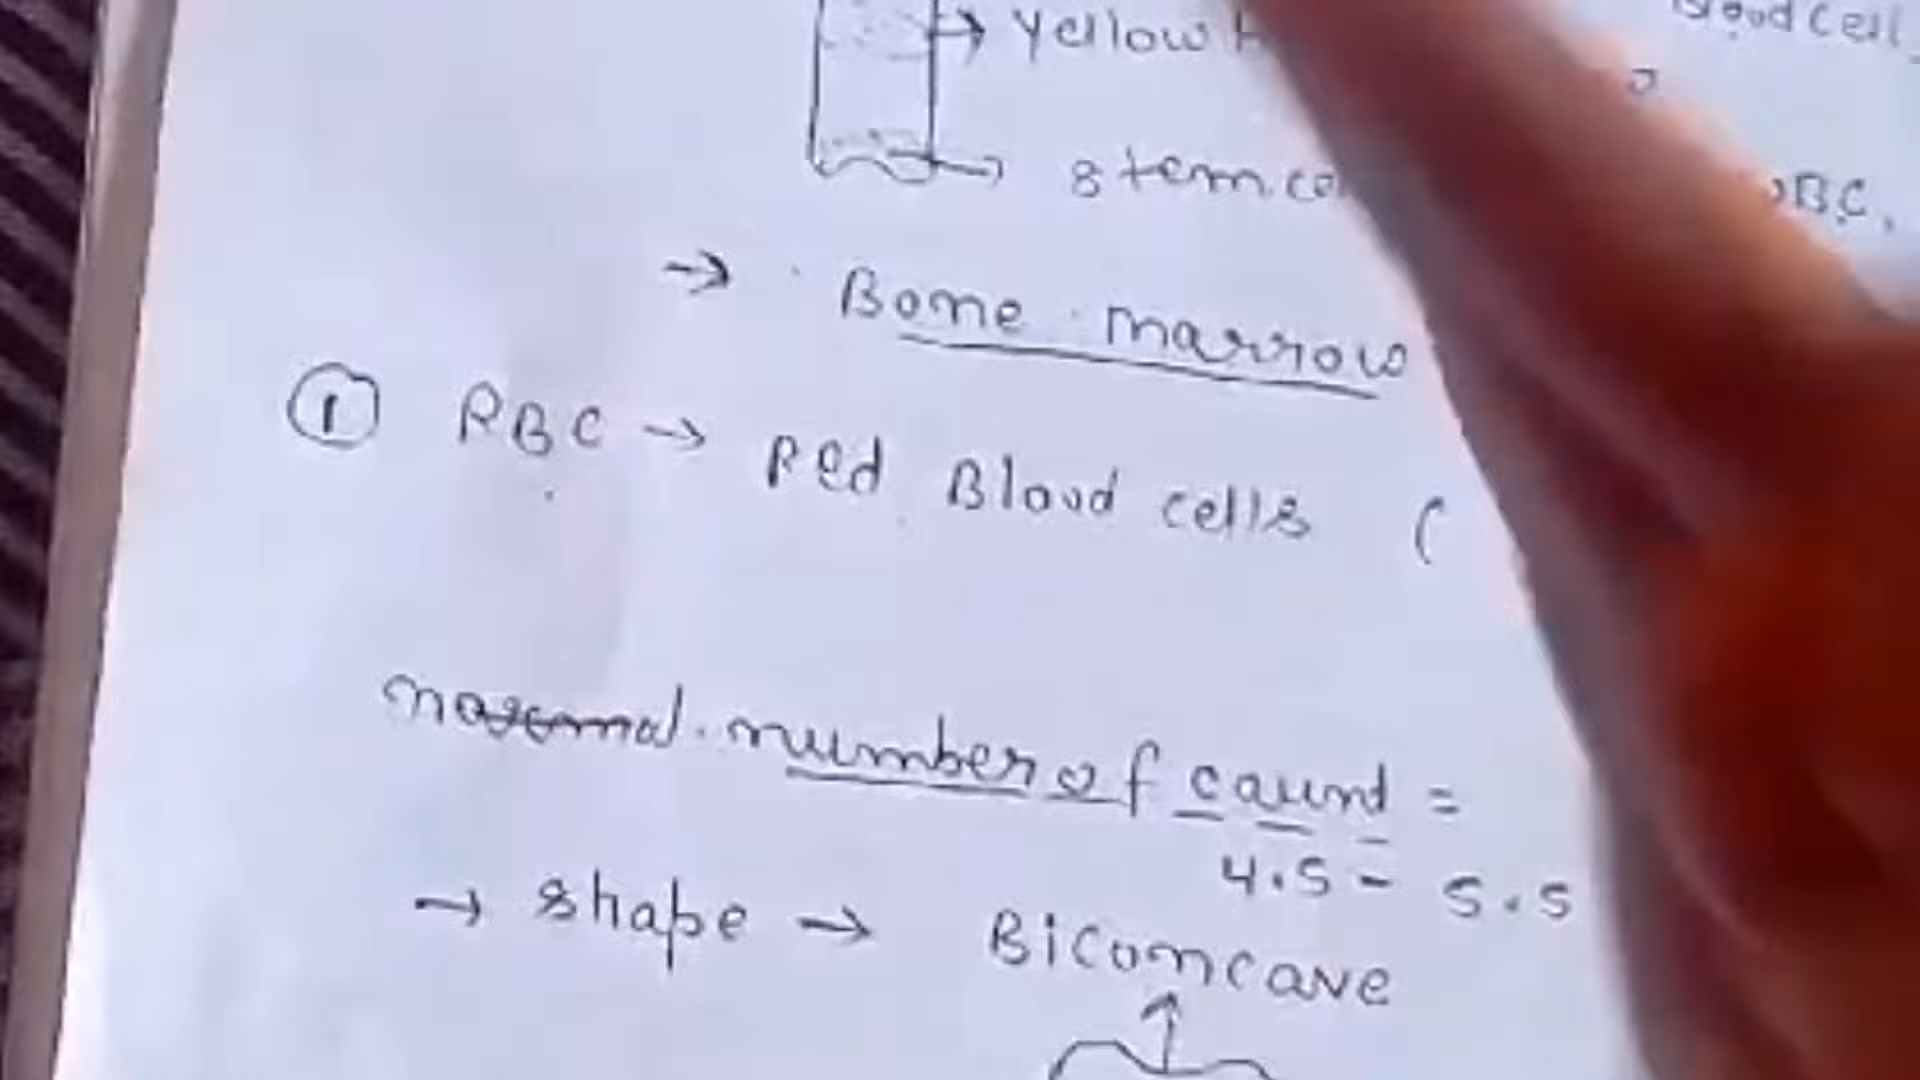 → Yellow
Blood cell
→ stem
BC.
→ Bone marrow
① RBC → Red Blood cells (
normal number of caunt =
4.5 - 5.5
→ shape → Biconcave